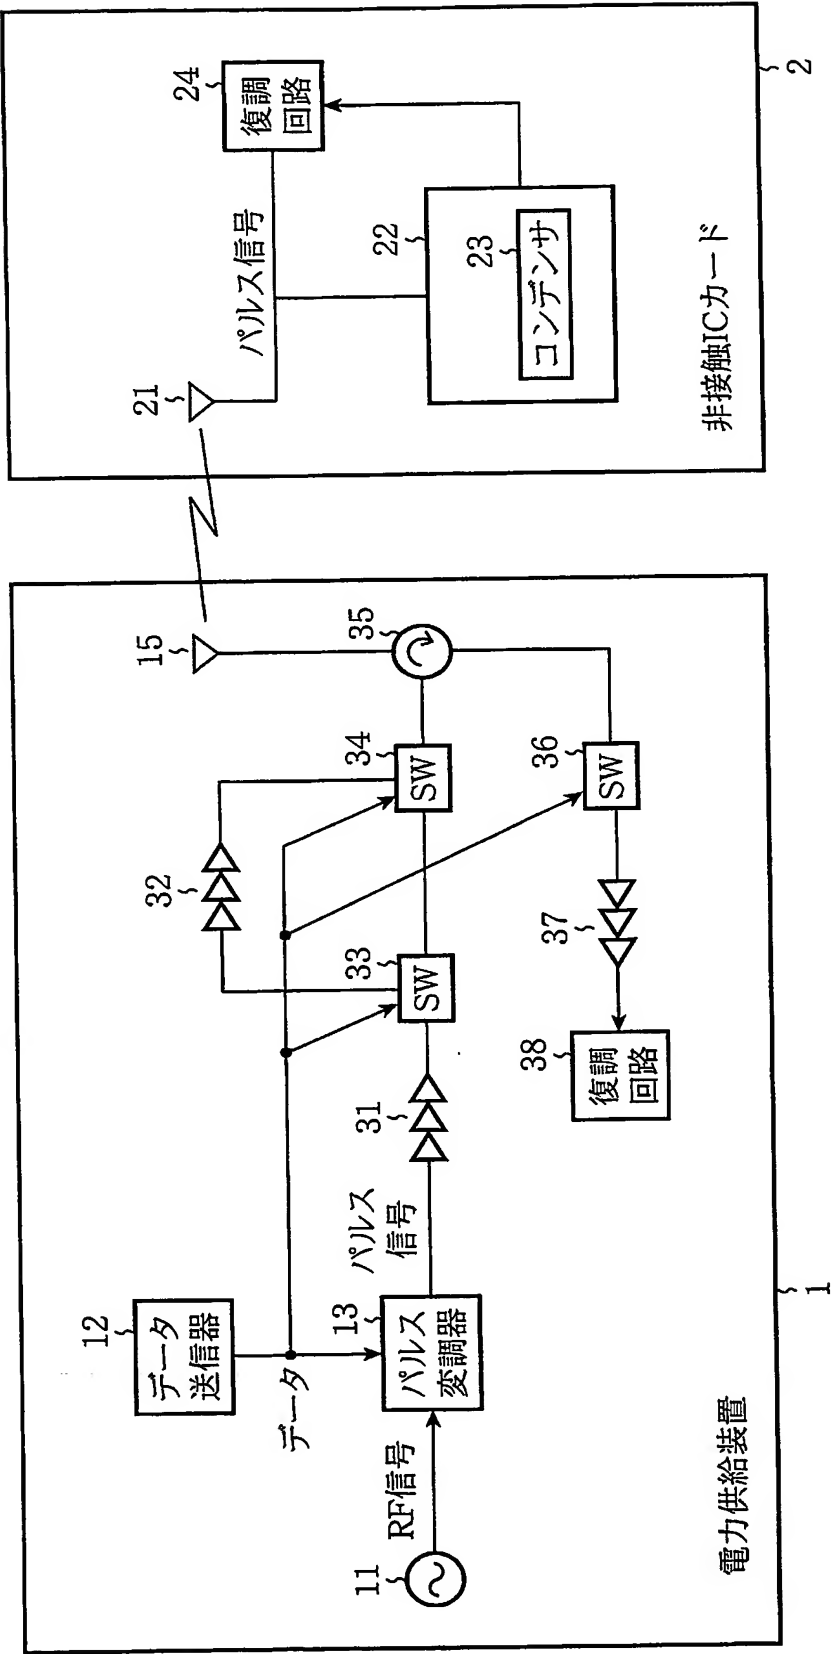 11
RF信号
12
データ
送信器
データ
13
パルス
変調器
パルス
信号
31
32
33
SW
34
SW
35
15
36
SW
37
38
復調
回路
電力供給装置
1
21
パルス信号
24
復調
回路
22
23
コンデンサ
非接触ICカード
2